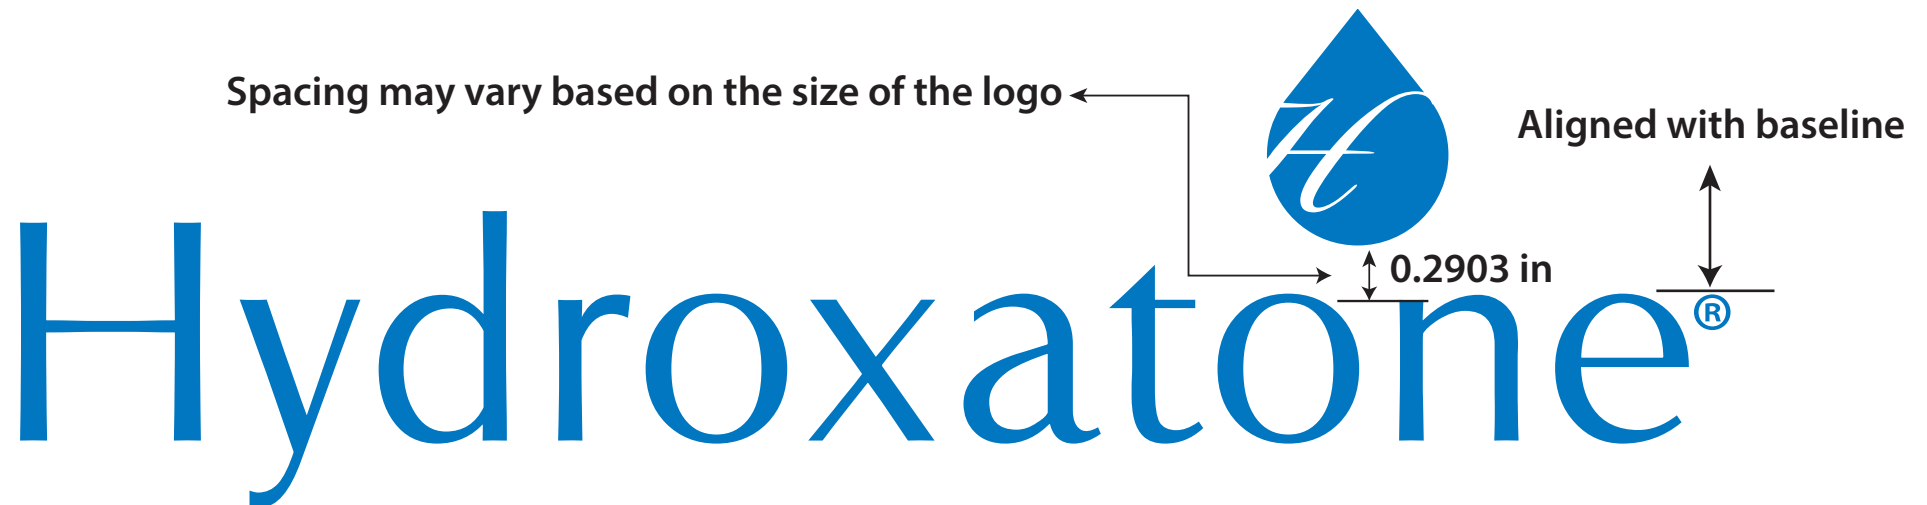 Spacing may vary based on the size of the logo
H
Aligned with baseline
0.2903 in
Hydroxatone®